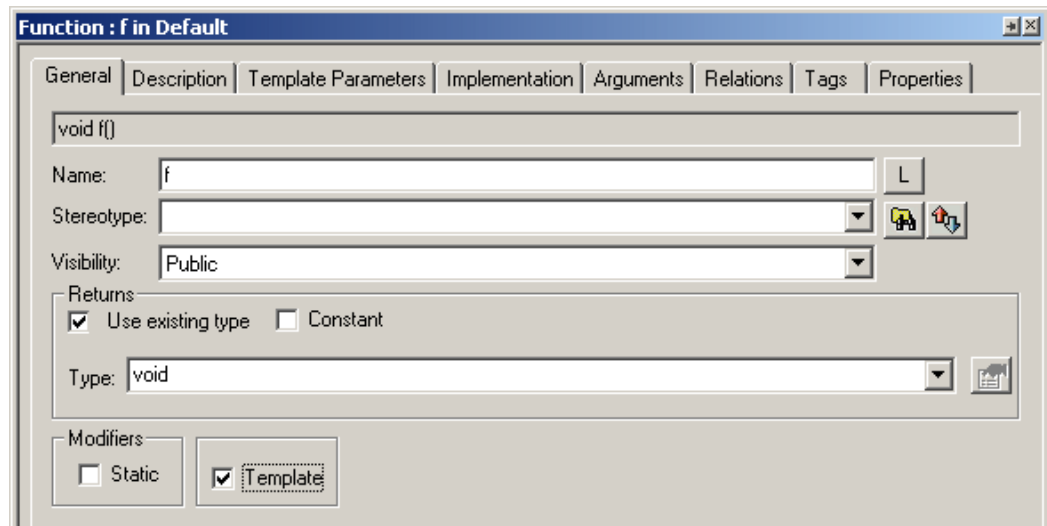 Function : f in Default
General Description Template Parameters Implementation Arguments Relations Tags Properties
void f()
Name: f L
Stereotype:
Visibility: Public
Returns
Use existing type Constant
Type: void
Modifiers
Static Template